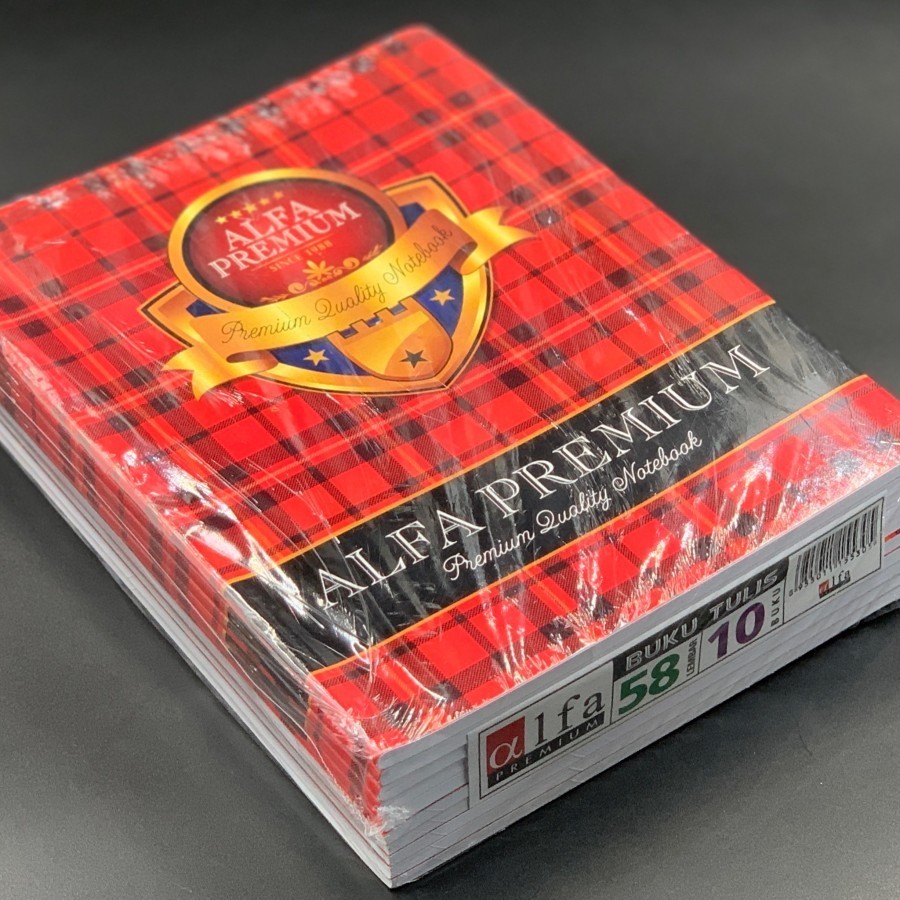 ALFA
PREMIUM
SINCE 1988
Premium Quality Notebook
ALFA PREMIUM
Premium Quality Notebook
alfa
PREMIUM
BUKU TULIS
58 LEMBAR
10 BUKU
alfa